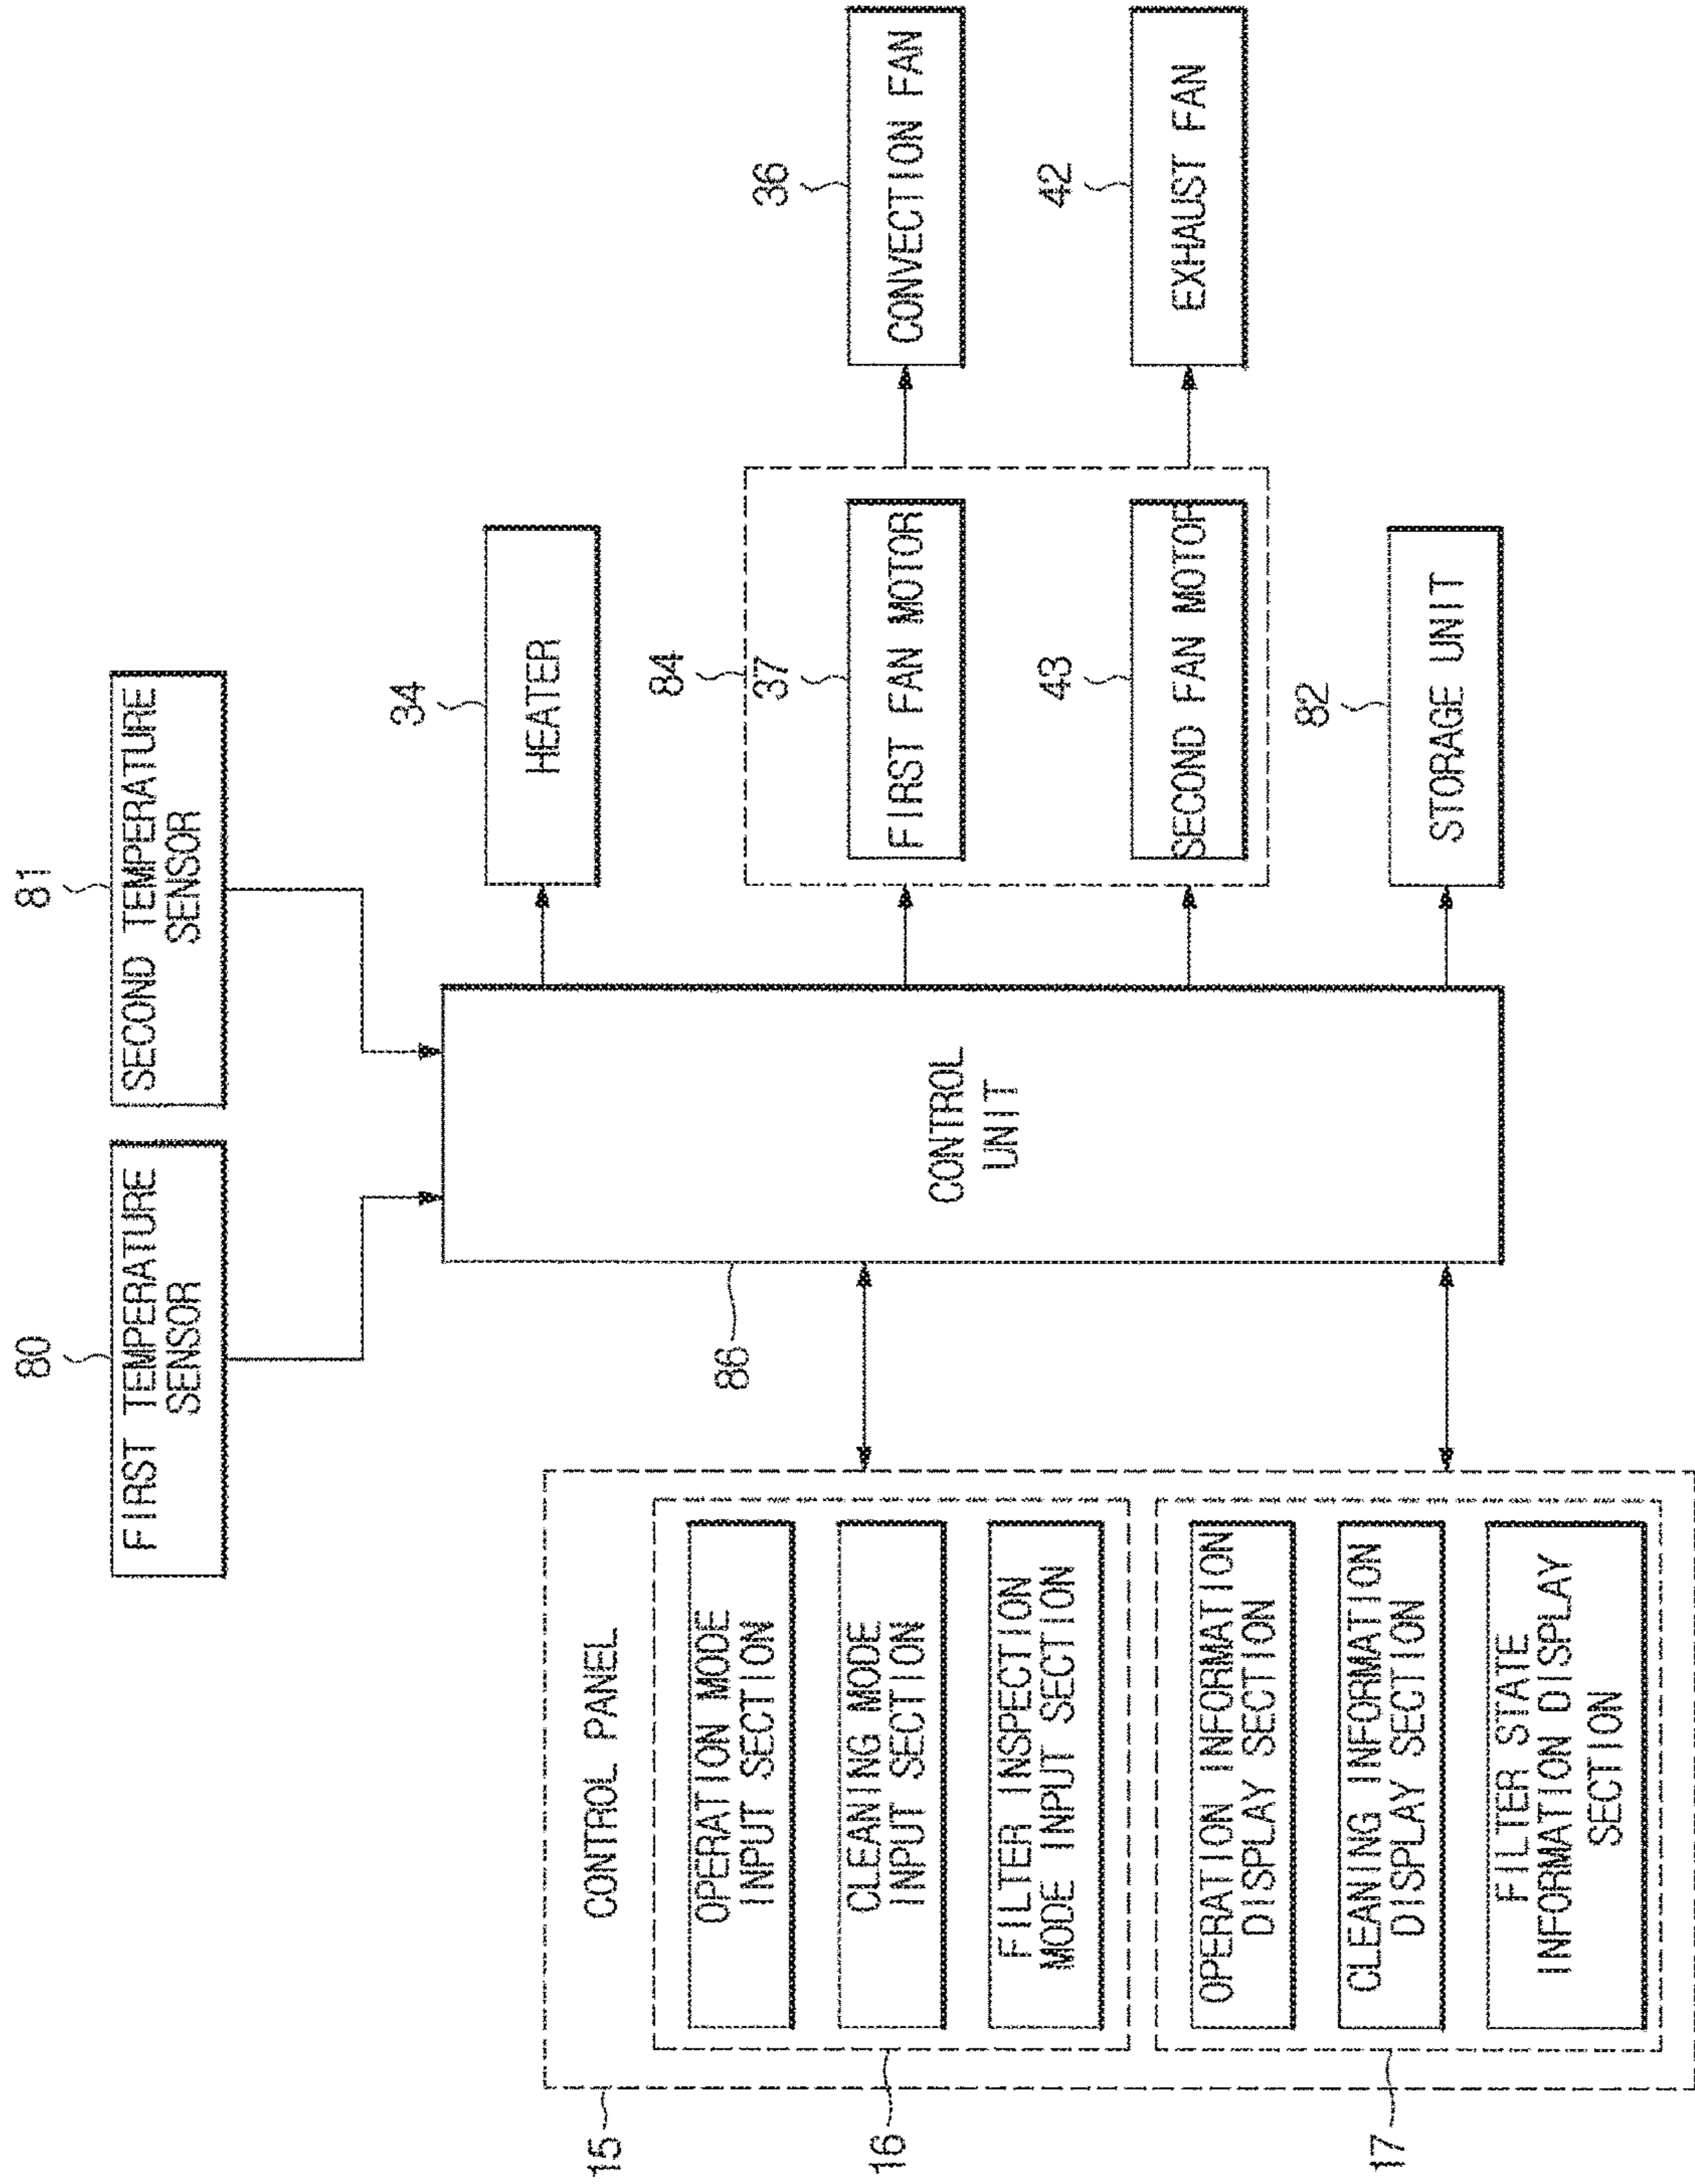 80
FIRST TEMPERATURE
SENSOR
81
SECOND TEMPERATURE
SENSOR
15
CONTROL PANEL
16
OPERATION MODE
INPUT SECTION
CLEANING MODE
INPUT SECTION
FILTER INSPECTION
MODE INPUT SECTION
17
OPERATION INFORMATION
DISPLAY SECTION
CLEANING INFORMATION
DISPLAY SECTION
FILTER STATE
INFORMATION DISPLAY
SECTION
86
CONTROL
UNIT
34
HEATER
84
37
FIRST FAN MOTOR
43
SECOND FAN MOTOR
82
STORAGE UNIT
36
CONVECTION FAN
42
EXHAUST FAN